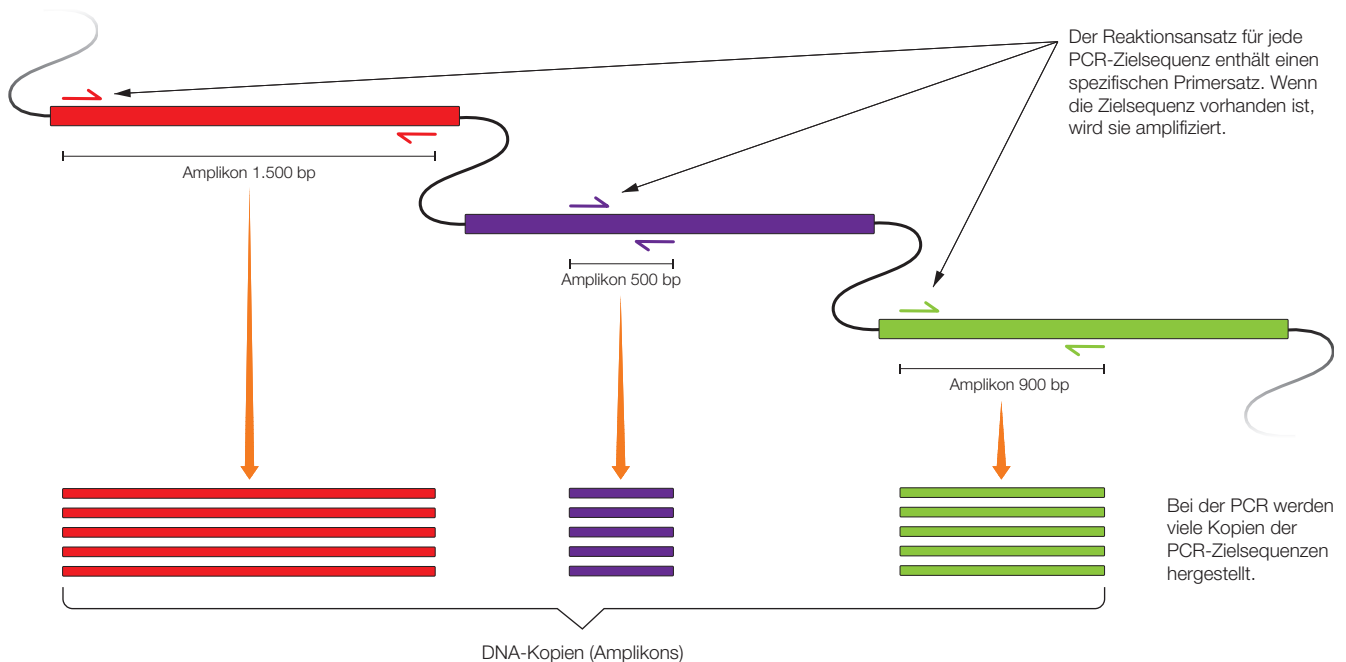 Der Reaktionsansatz für jede
PCR-Zielsequenz enthält einen
spezifischen Primersatz. Wenn
die Zielsequenz vorhanden ist,
wird sie amplifiziert.
Amplikon 1.500 bp
Amplikon 500 bp
Amplikon 900 bp
Bei der PCR werden
viele Kopien der
PCR-Zielsequenzen
hergestellt.
DNA-Kopien (Amplikons)